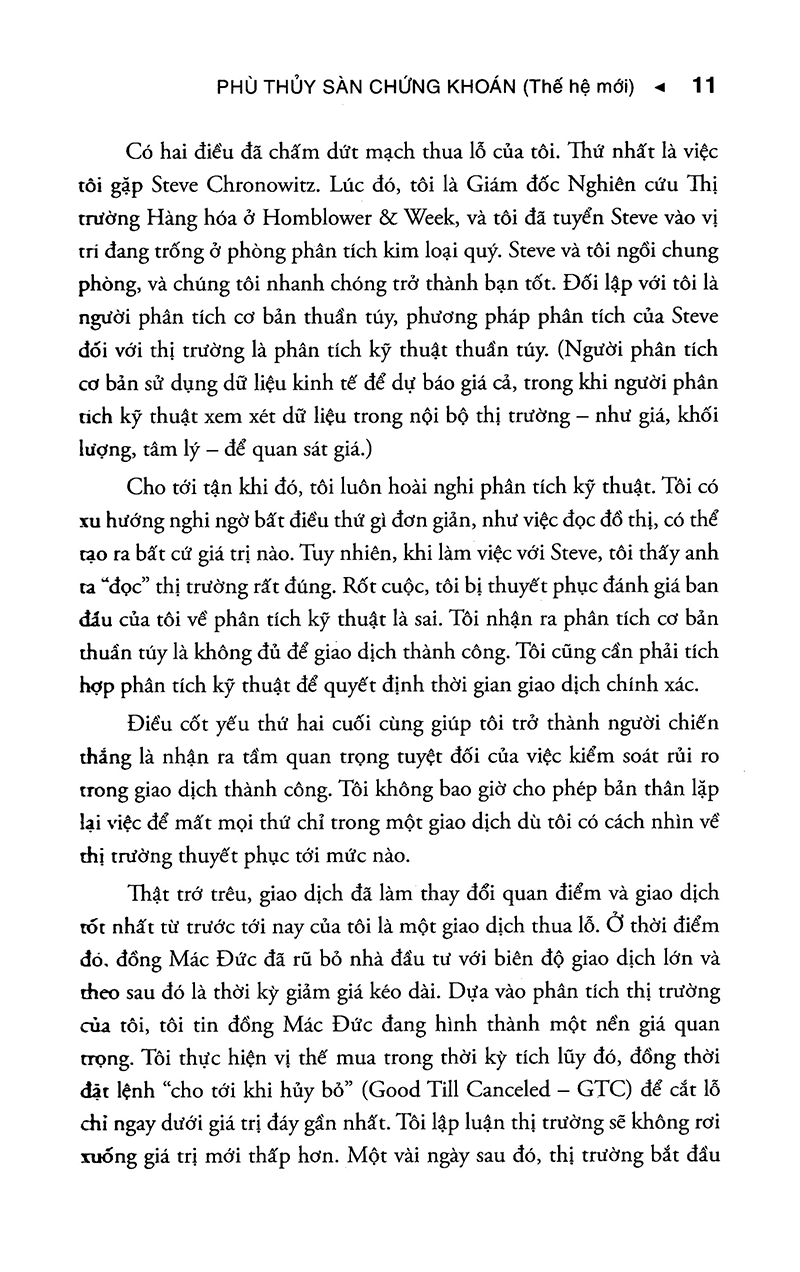 PHÙ THỦY SÀN CHỨNG KHOÁN (Thế hệ mới) ◄ 11
Có hai điều đã chấm dứt mạch thua lỗ của tôi. Thứ nhất là việc
tôi gặp Steve Chronowitz. Lúc đó, tôi là Giám đốc Nghiên cứu Thị
trường Hàng hóa ở Homblower & Week, và tôi đã tuyển Steve vào vị
trí đang trống ở phòng phân tích kim loại quý. Steve và tôi ngồi chung
phòng, và chúng tôi nhanh chóng trở thành bạn tốt. Đối lập với tôi là
người phân tích cơ bản thuần túy, phương pháp phân tích của Steve
đối với thị trường là phân tích kỹ thuật thuần túy. (Người phân tích
cơ bản sử dụng dữ liệu kinh tế để dự báo giá cả, trong khi người phân
tích kỹ thuật xem xét dữ liệu trong nội bộ thị trường – như giá, khối
lượng, tâm lý – để quan sát giá.)
Cho tới tận khi đó, tôi luôn hoài nghi phân tích kỹ thuật. Tôi có
xu hướng nghi ngờ bất điều thứ gì đơn giản, như việc đọc đồ thị, có thể
tạo ra bất cứ giá trị nào. Tuy nhiên, khi làm việc với Steve, tôi thấy anh
ta “đọc” thị trường rất đúng. Rốt cuộc, tôi bị thuyết phục đánh giá ban
đầu của tôi về phân tích kỹ thuật là sai. Tôi nhận ra phân tích cơ bản
thuần túy là không đủ để giao dịch thành công. Tôi cũng cần phải tích
hợp phân tích kỹ thuật để quyết định thời gian giao dịch chính xác.
Điều cốt yếu thứ hai cuối cùng giúp tôi trở thành người chiến
thắng là nhận ra tầm quan trọng tuyệt đối của việc kiểm soát rủi ro
trong giao dịch thành công. Tôi không bao giờ cho phép bản thân lặp
lại việc để mất mọi thứ chỉ trong một giao dịch dù tôi có cách nhìn về
thị trường thuyết phục tới mức nào.
Thật trớ trêu, giao dịch đã làm thay đổi quan điểm và giao dịch
tốt nhất từ trước tới nay của tôi là một giao dịch thua lỗ. Ở thời điểm
đó, đồng Mác Đức đã rũ bỏ nhà đầu tư với biên độ giao dịch lớn và
theo sau đó là thời kỳ giảm giá kéo dài. Dựa vào phân tích thị trường
của tôi, tôi tin đồng Mác Đức đang hình thành một nền giá quan
trọng. Tôi thực hiện vị thế mua trong thời kỳ tích lũy đó, đồng thời
đặt lệnh “cho tới khi hủy bỏ” (Good Till Canceled – GTC) để cắt lỗ
chỉ ngay dưới giá trị đáy gần nhất. Tôi lập luận thị trường sẽ không rơi
xuống giá trị mới thấp hơn. Một vài ngày sau đó, thị trường bắt đầu